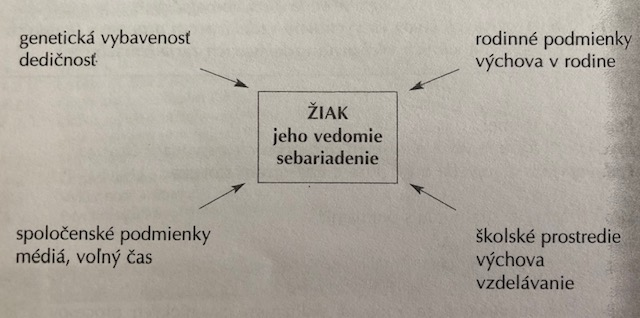 genetická vybavenosť
dedičnosť
rodinné podmienky
výchova v rodine
ŽIAK
jeho vedomie
sebariadenie
spoločenské podmienky
médiá, voľný čas
školské prostredie
výchova
vzdelávanie